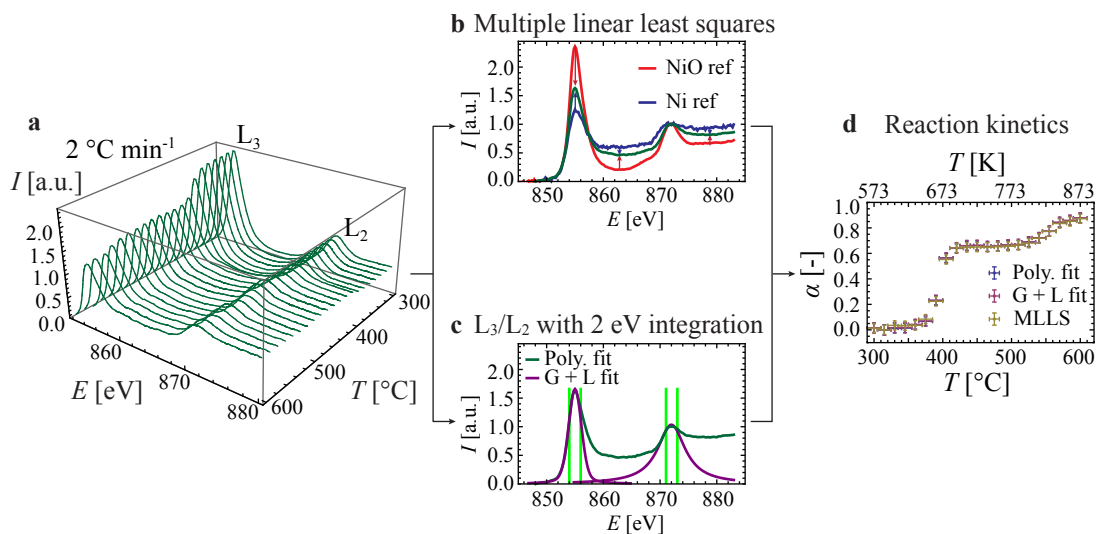 a
2 °C min⁻¹
L₃
L₂
I [a.u.]
2.0
1.5
1.0
0.5
0.0
860
870
880
E [eV]
300
400
500
600
T [°C]
b Multiple linear least squares
NiO ref
Ni ref
I [a.u.]
2.0
1.5
1.0
0.5
0.0
850 860 870 880
E [eV]
c L₃/L₂ with 2 eV integration
Poly. fit
G + L fit
I [a.u.]
2.0
1.5
1.0
0.5
0.0
850 860 870 880
E [eV]
d Reaction kinetics
T [K]
573 673 773 873
α [-]
1.0
0.8
0.6
0.4
0.2
0.0
Poly. fit
G + L fit
MLLS
300 400 500 600
T [°C]